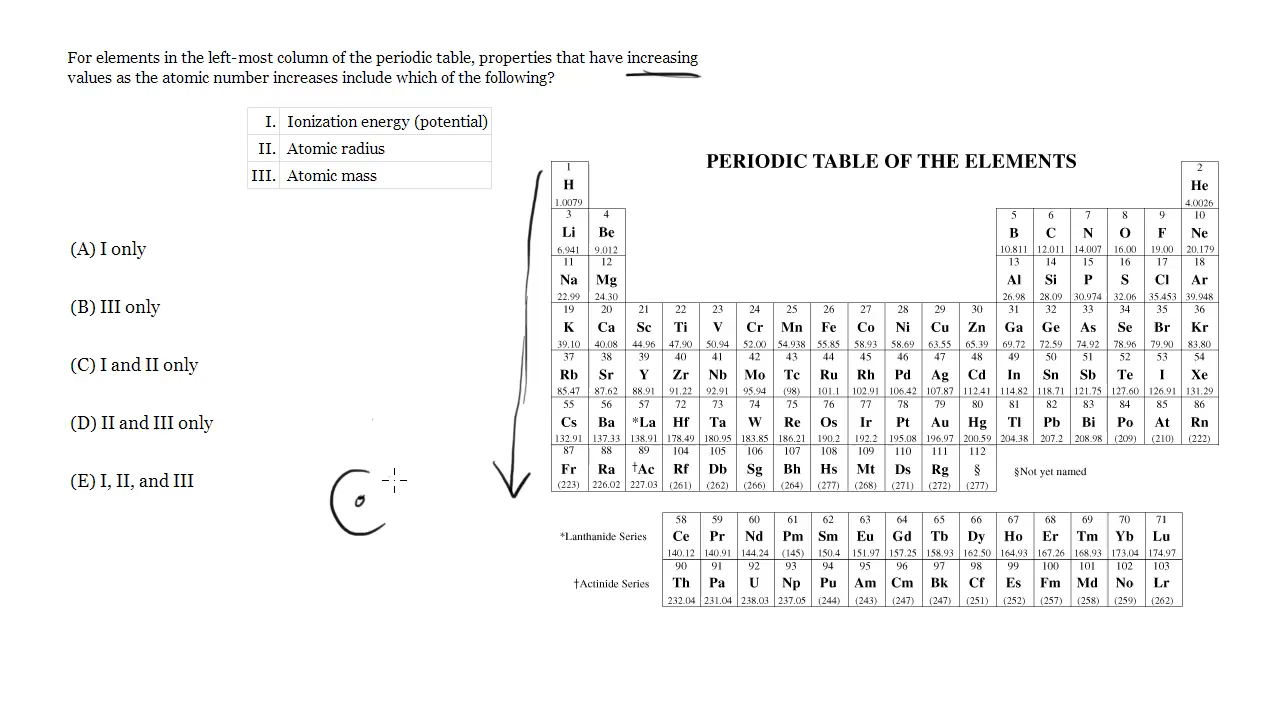 For elements in the left-most column of the periodic table, properties that have increasing
values as the atomic number increases include which of the following?
I. Ionization energy (potential)
II. Atomic radius
III. Atomic mass
(A) I only
(B) III only
(C) I and II only
(D) II and III only
(E) I, II, and III
PERIODIC TABLE OF THE ELEMENTS
1 2
H He
1.0079 4.0026
3 4 5 6 7 8 9 10
Li Be B C N O F Ne
6.941 9.012 10.811 12.011 14.007 16.00 19.00 20.179
11 12 13 14 15 16 17 18
Na Mg Al Si P S Cl Ar
22.99 24.30 26.98 28.09 30.974 32.06 35.453 39.948
19 20 21 22 23 24 25 26 27 28 29 30 31 32 33 34 35 36
K Ca Sc Ti V Cr Mn Fe Co Ni Cu Zn Ga Ge As Se Br Kr
39.10 40.08 44.96 47.90 50.94 52.00 54.938 55.85 58.93 58.69 63.55 65.39 69.72 72.59 74.92 78.96 79.90 83.80
37 38 39 40 41 42 43 44 45 46 47 48 49 50 51 52 53 54
Rb Sr Y Zr Nb Mo Tc Ru Rh Pd Ag Cd In Sn Sb Te I Xe
85.47 87.62 88.91 91.22 92.91 95.94 (98) 101.1 102.91 106.42 107.87 112.41 114.82 118.71 121.75 127.60 126.91 131.29
55 56 57 72 73 74 75 76 77 78 79 80 81 82 83 84 85 86
Cs Ba *La Hf Ta W Re Os Ir Pt Au Hg Tl Pb Bi Po At Rn
132.91 137.33 138.91 178.49 180.95 183.85 186.21 190.2 192.2 195.08 196.97 200.59 204.38 207.2 208.98 (209) (210) (222)
87 88 89 104 105 106 107 108 109 110 111 112
Fr Ra †Ac Rf Db Sg Bh Hs Mt Ds Rg § §Not yet named
(223) 226.02 227.03 (261) (262) (266) (264) (277) (268) (271) (272) (277)
58 59 60 61 62 63 64 65 66 67 68 69 70 71
*Lanthanide Series Ce Pr Nd Pm Sm Eu Gd Tb Dy Ho Er Tm Yb Lu
140.12 140.91 144.24 (145) 150.4 151.97 157.25 158.93 162.50 164.93 167.26 168.93 173.04 174.97
90 91 92 93 94 95 96 97 98 99 100 101 102 103
†Actinide Series Th Pa U Np Pu Am Cm Bk Cf Es Fm Md No Lr
232.04 231.04 238.03 237.05 (244) (243) (247) (247) (251) (252) (257) (258) (259) (262)